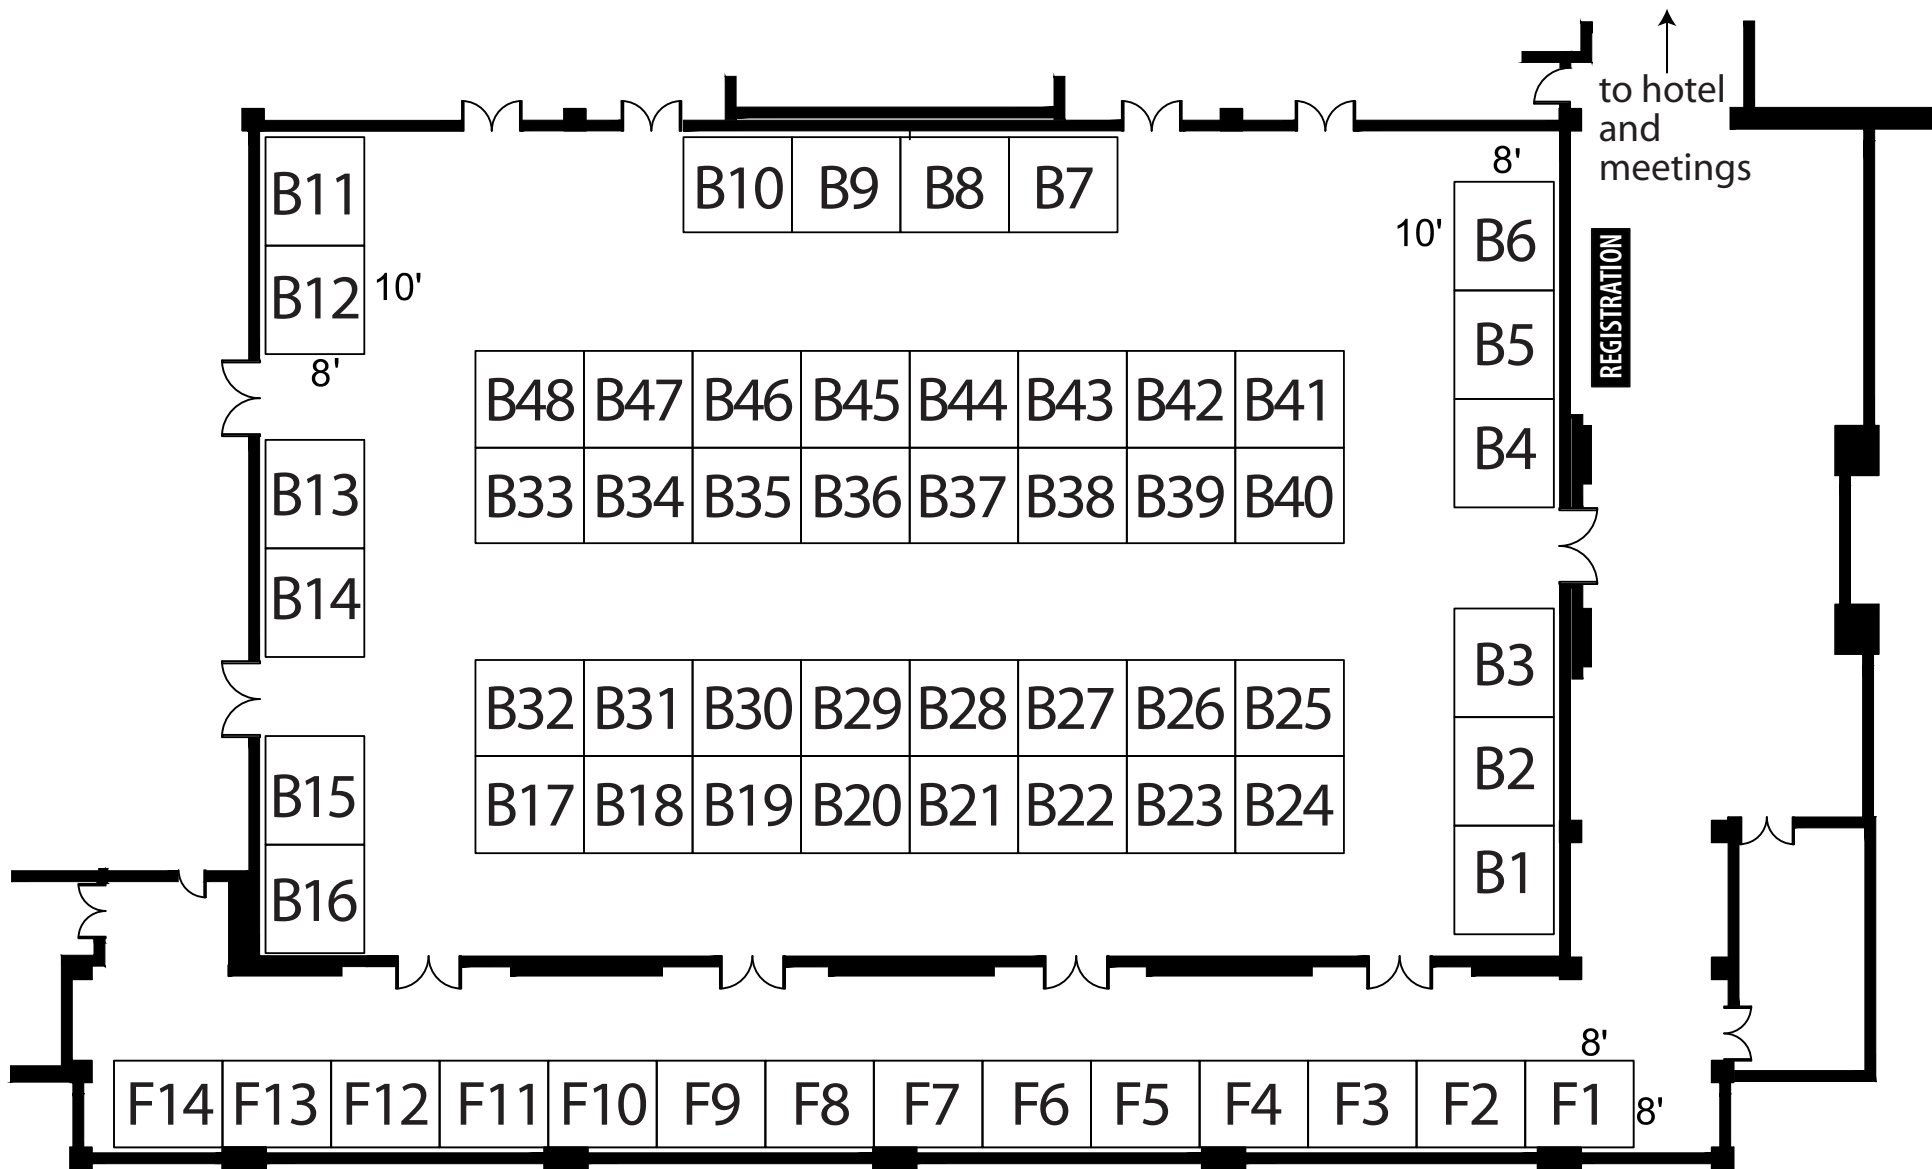 to hotel
and
meetings
8'
B11
B10 B9 B8 B7
10' B6
REGISTRATION
B12 10'
B5
8'
B48 B47 B46 B45 B44 B43 B42 B41
B4
B13
B33 B34 B35 B36 B37 B38 B39 B40
B14
B3
B32 B31 B30 B29 B28 B27 B26 B25
B2
B15
B17 B18 B19 B20 B21 B22 B23 B24
B1
B16
8'
F14 F13 F12 F11 F10 F9 F8 F7 F6 F5 F4 F3 F2 F1 8'